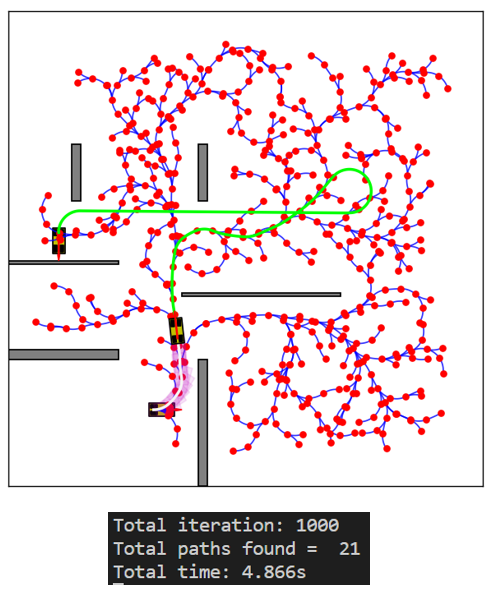 Total iteration: 1000
Total paths found =  21
Total time: 4.866s